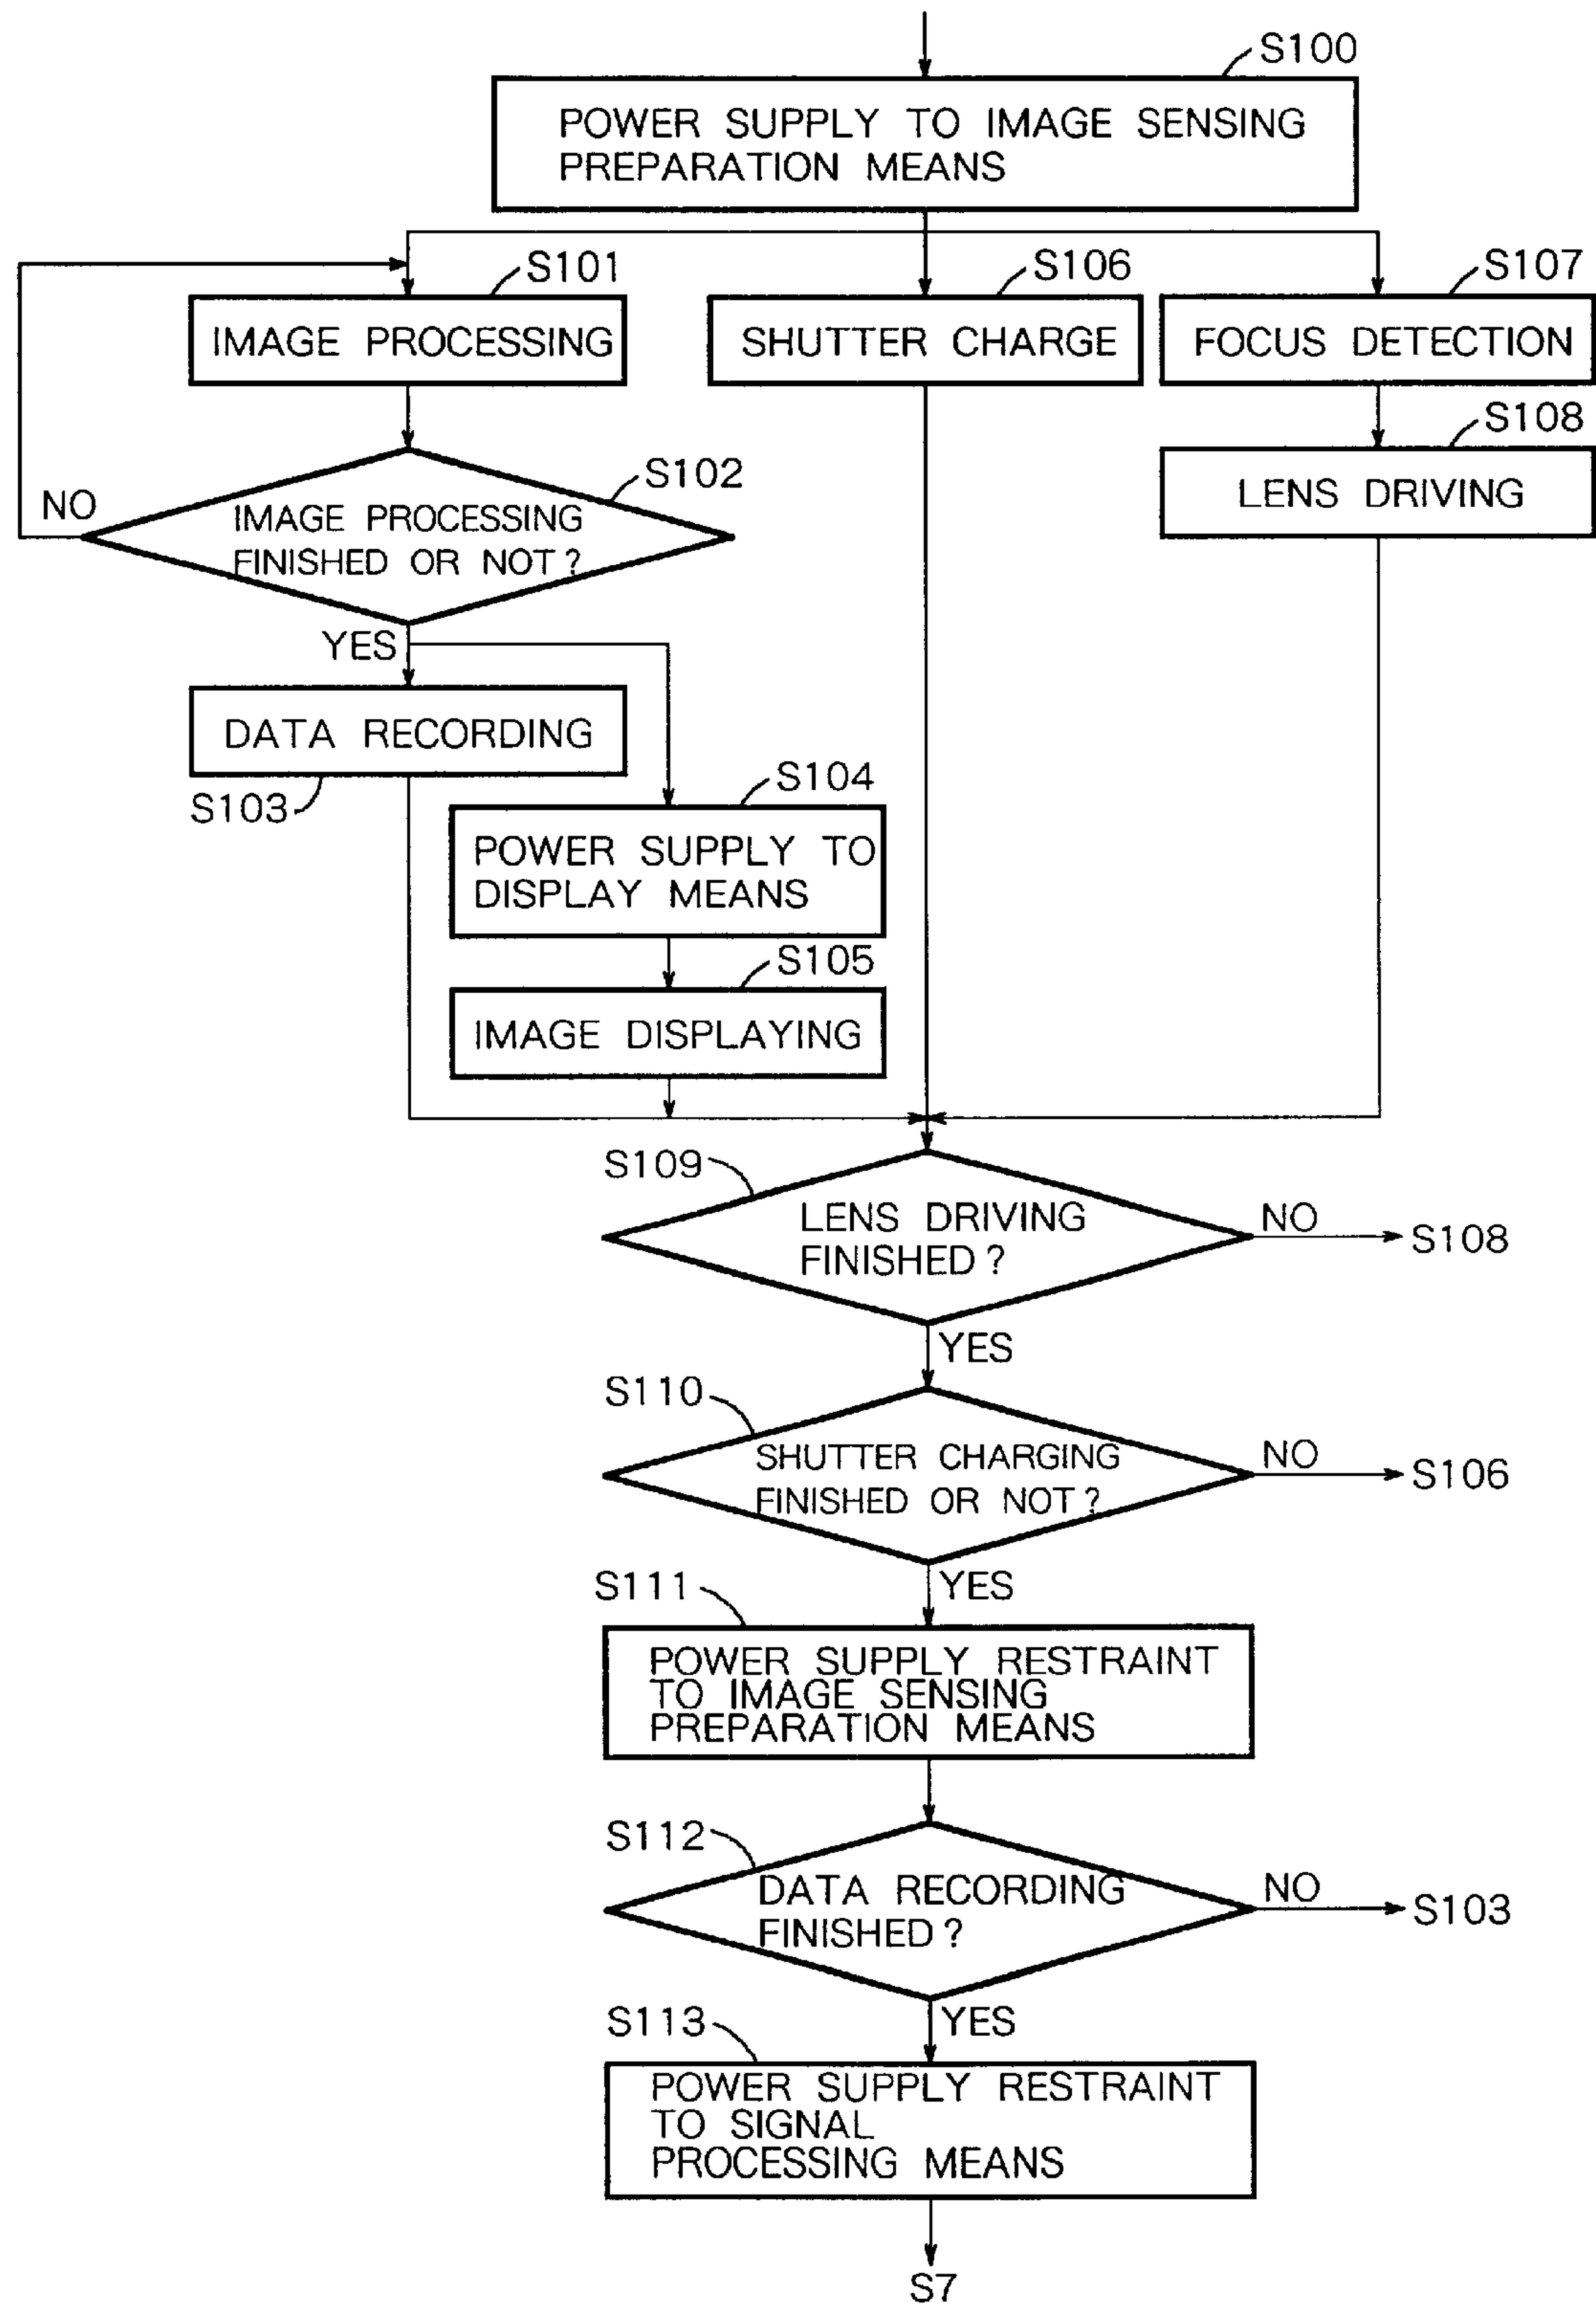 S100
POWER SUPPLY TO IMAGE SENSING
PREPARATION MEANS
S101
S106
S107
IMAGE PROCESSING
SHUTTER CHARGE
FOCUS DETECTION
S108
LENS DRIVING
S102
NO
IMAGE PROCESSING
FINISHED OR NOT?
YES
DATA RECORDING
S103
S104
POWER SUPPLY TO
DISPLAY MEANS
S105
IMAGE DISPLAYING
S109
LENS DRIVING
FINISHED?
NO
S108
YES
S110
SHUTTER CHARGING
FINISHED OR NOT?
NO
S106
YES
S111
POWER SUPPLY RESTRAINT
TO IMAGE SENSING
PREPARATION MEANS
S112
DATA RECORDING
FINISHED?
NO
S103
YES
S113
POWER SUPPLY RESTRAINT
TO SIGNAL
PROCESSING MEANS
S7